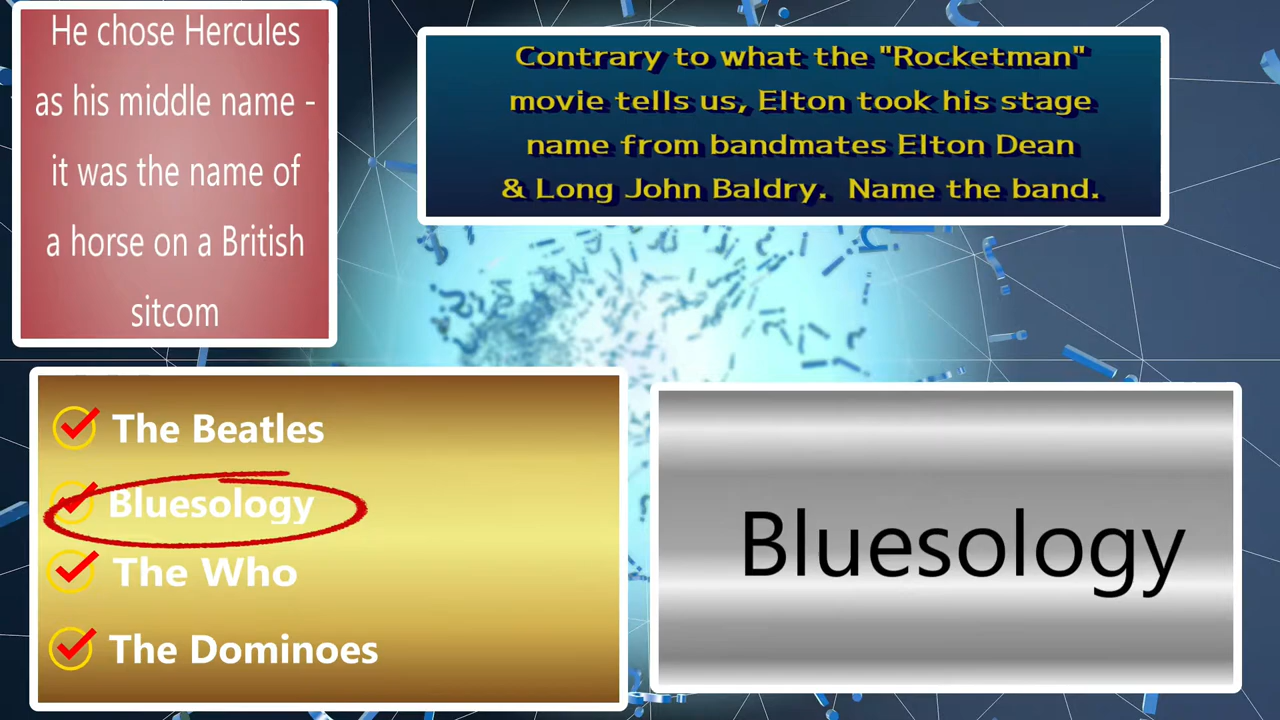 He chose Hercules
as his middle name -
it was the name of
a horse on a British
sitcom
Contrary to what the "Rocketman"
movie tells us, Elton took his stage
name from bandmates Elton Dean
& Long John Baldry. Name the band.
The Beatles
Bluesology
The Who
The Dominoes
Bluesology